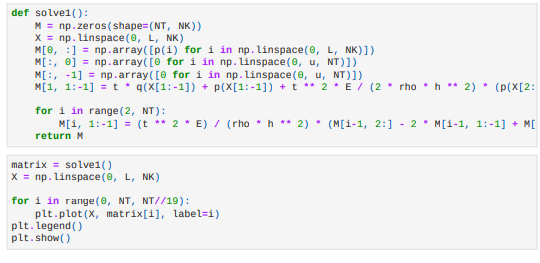 def solve1():
    M = np.zeros(shape=(NT, NK))
    X = np.linspace(0, L, NK)
    M[0, :] = np.array([p(i) for i in np.linspace(0, L, NK)])
    M[:, 0] = np.array([0 for i in np.linspace(0, u, NT)])
    M[:, -1] = np.array([0 for i in np.linspace(0, u, NT)])
    M[1, 1:-1] = t * q(X[1:-1]) + p(X[1:-1]) + t ** 2 * E / (2 * rho * h ** 2) * (p(X[2:
    for i in range(2, NT):
        M[i, 1:-1] = (t ** 2 * E) / (rho * h ** 2) * (M[i-1, 2:] - 2 * M[i-1, 1:-1] + M[
    return M
matrix = solve1()
X = np.linspace(0, L, NK)
for i in range(0, NT, NT//19):
    plt.plot(X, matrix[i], label=i)
plt.legend()
plt.show()